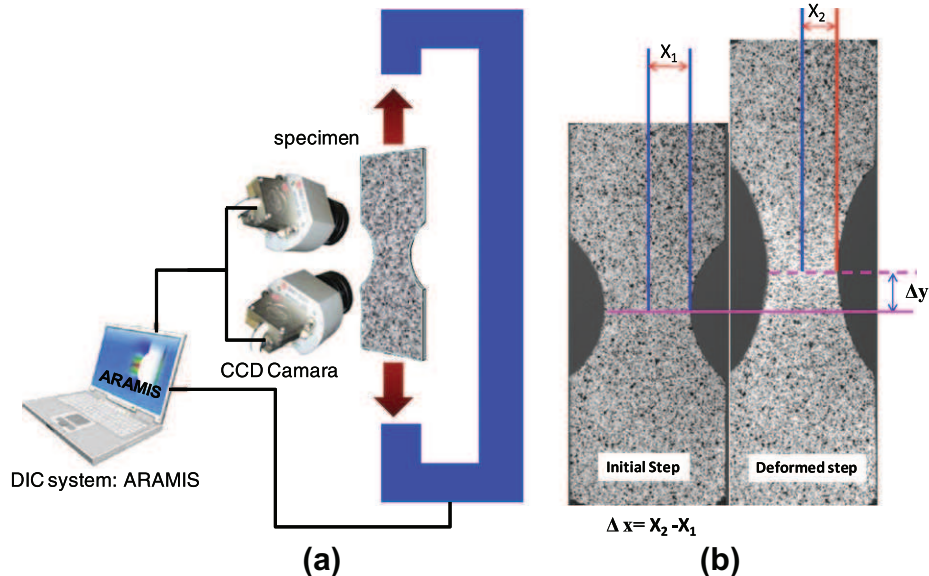 specimen
CCD Camara
ARAMIS
DIC system: ARAMIS
(a)
X₁
X₂
Δy
Initial Step
Deformed step
Δ x= X₂ -X₁
(b)